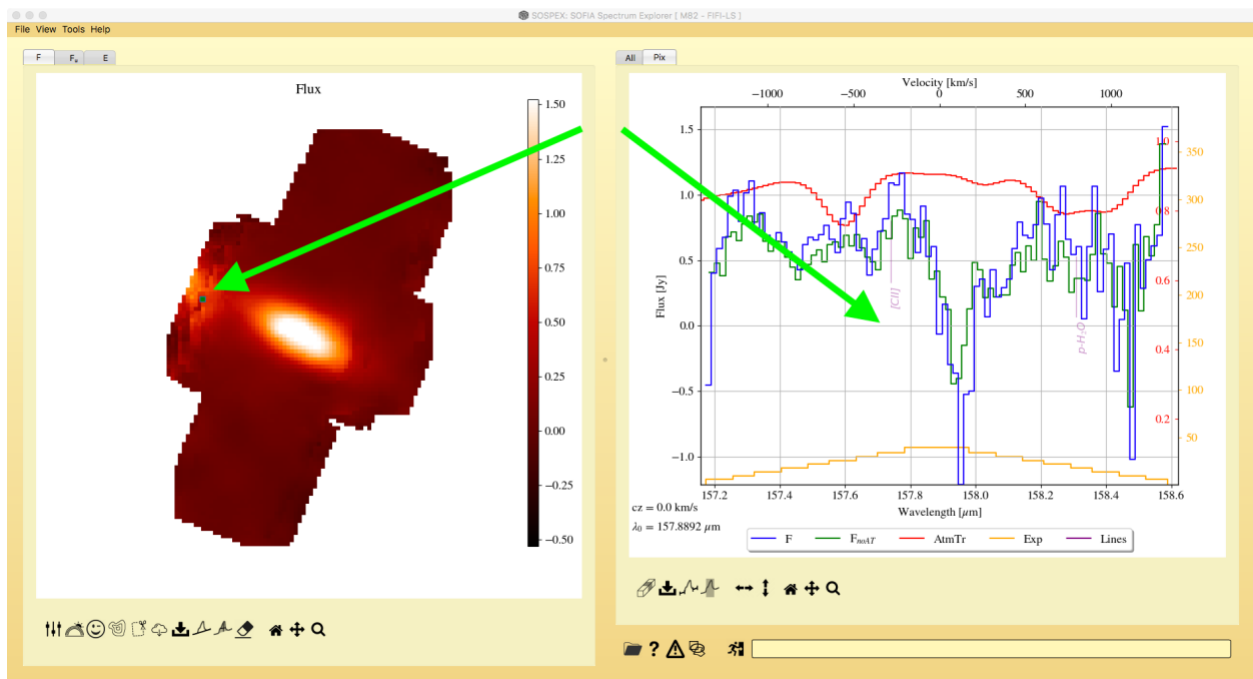 SOSPEX: SOFIA Spectrum Explorer [ M82 - FIFI-LS ]
File View Tools Help
F Fu E
Flux
1.50
1.25
1.00
0.75
0.50
0.25
0.00
−0.25
−0.50
All Pix
Velocity [km/s]
−1000 −500 0 500 1000
1.5
1.0
0.5
0.0
−0.5
−1.0
Flux [Jy]
[CII]
p-H2O
1.0
0.8
0.6
0.4
0.2
350
300
250
200
150
100
50
157.2 157.4 157.6 157.8 158.0 158.2 158.4 158.6
Wavelength [μm]
cz = 0.0 km/s
λ0 = 157.8892 μm
F FnoAT AtmTr Exp Lines